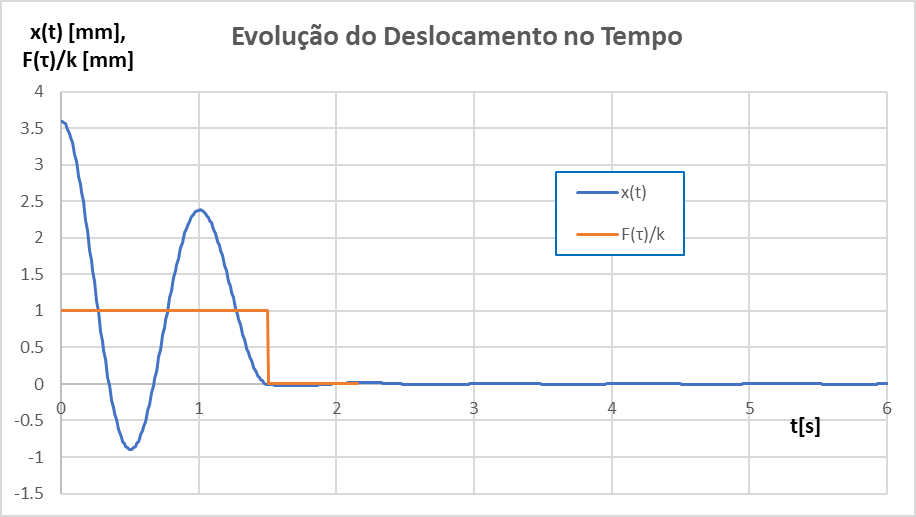 x(t) [mm],
F(τ)/k [mm]
Evolução do Deslocamento no Tempo
4
3.5
3
2.5
2
1.5
1
0.5
0
-0.5
-1
-1.5
0 1 2 3 4 5 6
t[s]
x(t)
F(τ)/k